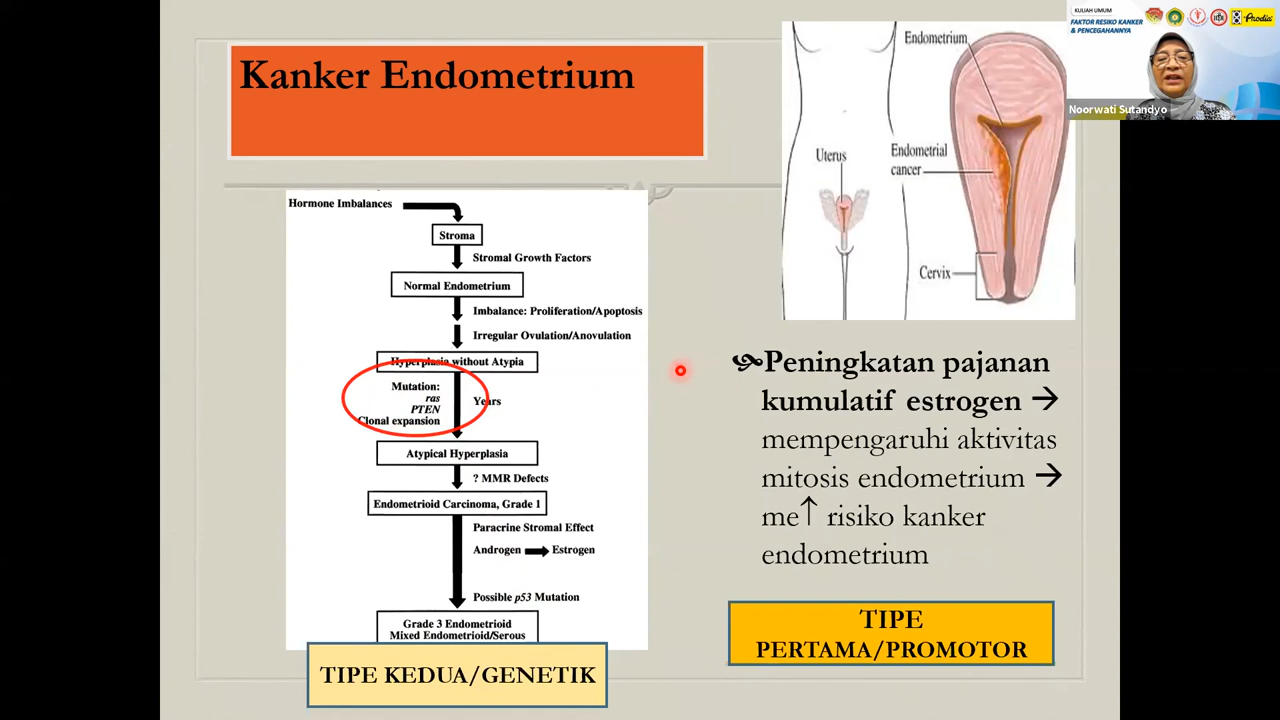 Kanker Endometrium
Hormone Imbalances
Stroma
Stromal Growth Factors
Normal Endometrium
Imbalance: Proliferation/Apoptosis
Irregular Ovulation/Anovulation
Hyperplasia without Atypia
Mutation:
ras
PTEN
Clonal expansion
Years
Atypical Hyperplasia
? MMR Defects
Endometrioid Carcinoma, Grade 1
Paracrine Stromal Effect
Androgen → Estrogen
Possible p53 Mutation
Grade 3 Endometrioid
Mixed Endometrioid/Serous
TIPE KEDUA/GENETIK
Endometrium
Uterus
Endometrial
cancer
Cervix
Peningkatan pajanan
kumulatif estrogen →
mempengaruhi aktivitas
mitosis endometrium →
me↑ risiko kanker
endometrium
TIPE
PERTAMA/PROMOTOR
KULIAH UMUM
FAKTOR RESIKO KANKER
& PENCEGAHANNYA
Prodia
Noorwati Sutandyo